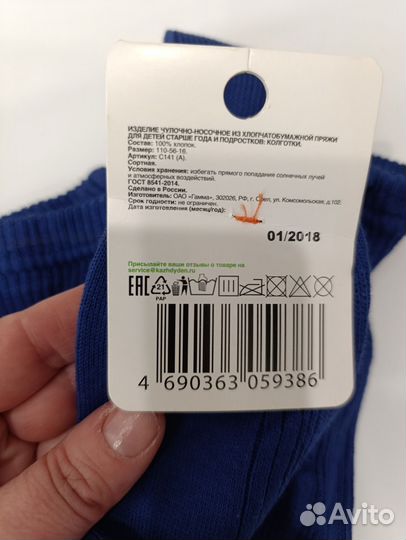 ИЗДЕЛИЕ ЧУЛОЧНО-НОСОЧНОЕ ИЗ ХЛОПЧАТОБУМАЖНОЙ ПРЯЖИ
ДЛЯ ДЕТЕЙ СТАРШЕ ГОДА И ПОДРОСТКОВ: КОЛГОТКИ.
Состав: 100% хлопок.
Размер: 110-56-16.
Артикул: С141 (А).
Сортная.
Условия хранения: избегать прямого попадания солнечных лучей
и атмосферных воздействий.
ГОСТ 8541-2014.
Сделано в России.
Изготовитель: ОАО «Гамма», 302026, РФ, г. Орел, ул. Комсомольская, д.102.
Срок годности: не ограничен.
Дата изготовления (месяц/год):
01/2018
Присылайте ваши отзывы о товаре на
service@kazhdyden.ru
EAC
21
PAP
4 690363 059386
Avito